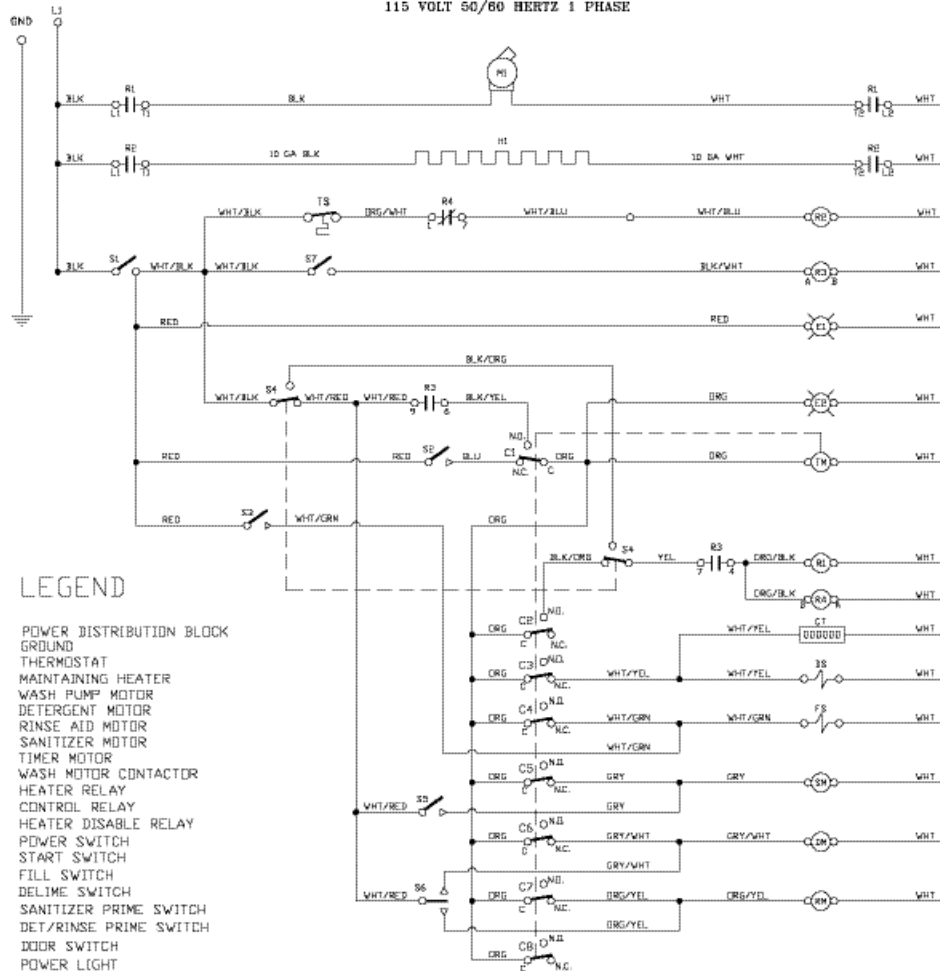 115 VOLT 50/60 HERTZ 1 PHASE
GND L1
M1
BLK R1 BLK WHT R1 WHT
L1 T1 T2 L2
H1
BLK R2 10 GA BLK 10 GA WHT R2 WHT
L1 T1 T2 L2
WHT/BLK TS ORG/WHT R4 WHT/BLU WHT/BLU R2 WHT
1 7
BLK S1 WHT/BLK WHT/BLK S7 BLK/WHT R3 WHT
A B
RED RED E1 WHT
BLK/ORG
WHT/BLK S4 WHT/RED WHT/RED R3 BLK/YEL ORG E2 WHT
9 6
N.O.
RED RED S2 BLU C1 ORG ORG TM WHT
N.C. C
RED S3 WHT/GRN ORG
BLK/ORG S4 YEL R3 ORG/BLK R1 WHT
7 4
ORG/BLK R4 WHT
B A
ORG C2 N.O. WHT/YEL CT 000000 WHT
C N.C.
ORG C3 N.O. WHT/YEL WHT/YEL WHT
C N.C.
ORG C4 N.O. WHT/GRN WHT/GRN FS WHT
C N.C.
WHT/GRN
ORG C5 N.O. GRY GRY SM WHT
C N.C.
WHT/RED S5 GRY
ORG C6 N.O. GRY/WHT GRY/WHT DM WHT
C N.C.
GRY/WHT
WHT/RED S6 ORG C7 N.O. ORG/YEL ORG/YEL RM WHT
C N.C.
ORG/YEL
ORG C8 N.O.
C N.C.
LEGEND
POWER DISTRIBUTION BLOCK
GROUND
THERMOSTAT
MAINTAINING HEATER
WASH PUMP MOTOR
DETERGENT MOTOR
RINSE AID MOTOR
SANITIZER MOTOR
TIMER MOTOR
WASH MOTOR CONTACTOR
HEATER RELAY
CONTROL RELAY
HEATER DISABLE RELAY
POWER SWITCH
START SWITCH
FILL SWITCH
DELIME SWITCH
SANITIZER PRIME SWITCH
DET/RINSE PRIME SWITCH
DOOR SWITCH
POWER LIGHT